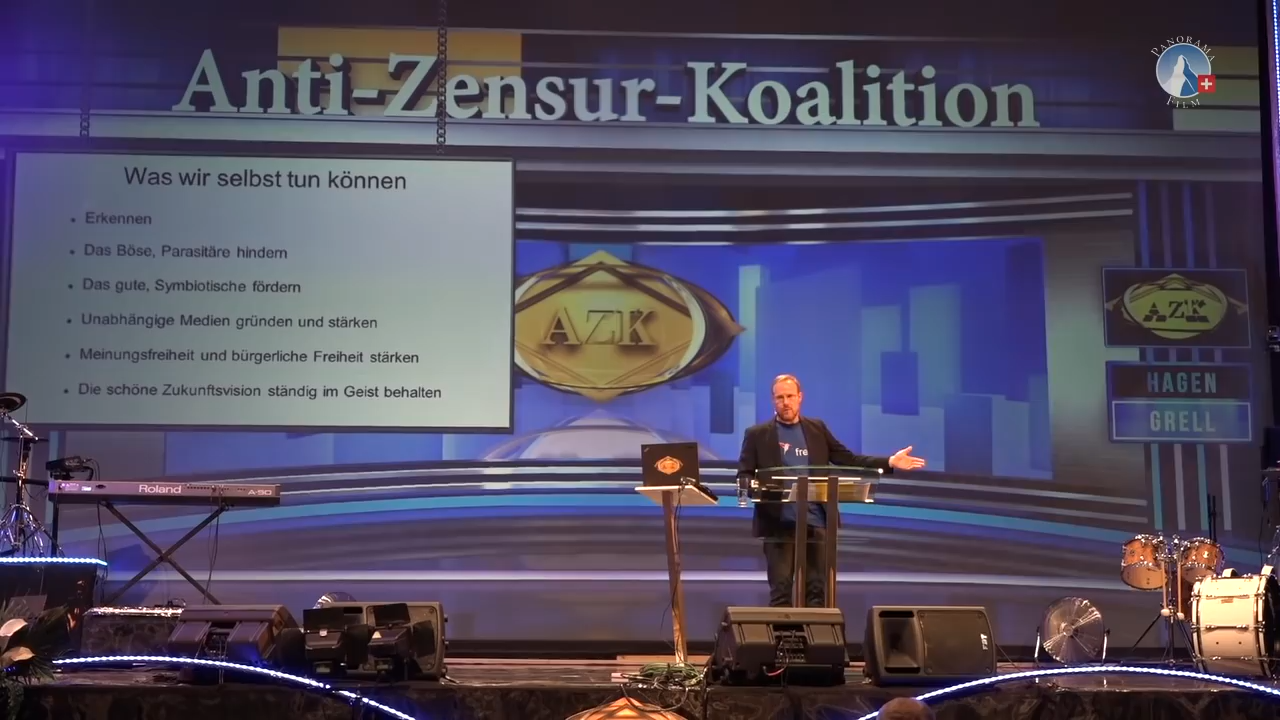 Anti-Zensur-Koalition
PANORAMA
FILM
Was wir selbst tun können
Erkennen
Das Böse, Parasitäre hindern
Das gute, Symbiotische fördern
Unabhängige Medien gründen und stärken
Meinungsfreiheit und bürgerliche Freiheit stärken
Die schöne Zukunftsvision ständig im Geist behalten
AZK
AZK
HAGEN
GRELL
fre
Roland
A-90